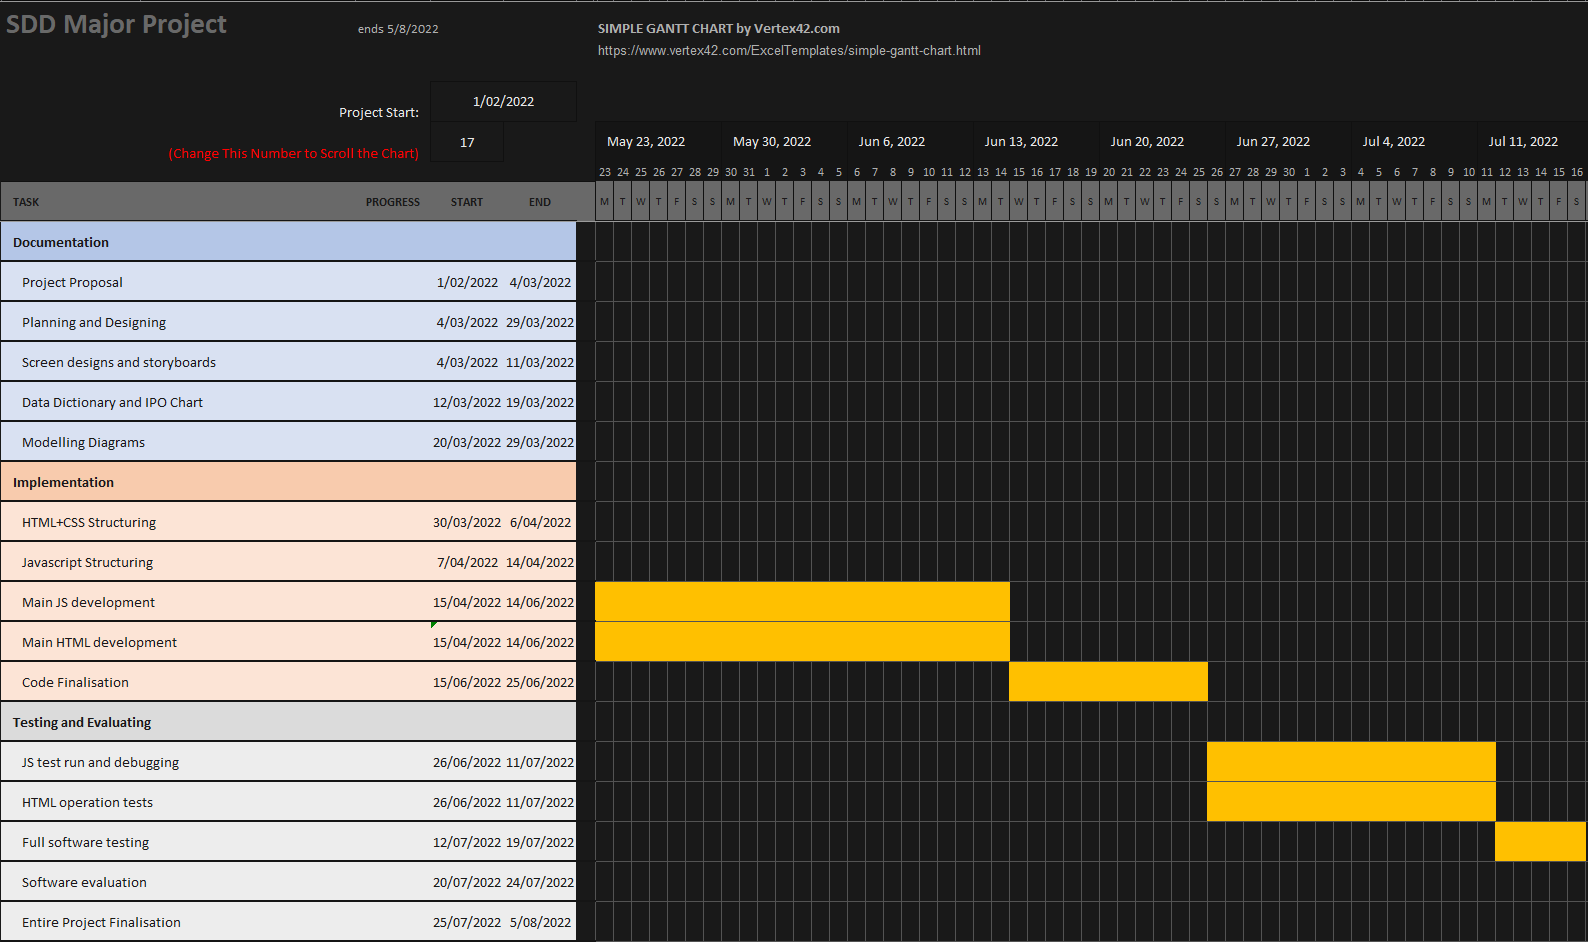 SDD Major Project ends 5/8/2022 SIMPLE GANTT CHART by Vertex42.com
https://www.vertex42.com/ExcelTemplates/simple-gantt-chart.html
Project Start: 1/02/2022
(Change This Number to Scroll the Chart) 17
May 23, 2022 May 30, 2022 Jun 6, 2022 Jun 13, 2022 Jun 20, 2022 Jun 27, 2022 Jul 4, 2022 Jul 11, 2022
23 24 25 26 27 28 29 30 31 1 2 3 4 5 6 7 8 9 10 11 12 13 14 15 16 17 18 19 20 21 22 23 24 25 26 27 28 29 30 1 2 3 4 5 6 7 8 9 10 11 12 13 14 15 16
TASK PROGRESS START END M T W T F S S M T W T F S S M T W T F S S M T W T F S S M T W T F S S M T W T F S S M T W T F S S M T W T F S
Documentation
Project Proposal 1/02/2022 4/03/2022
Planning and Designing 4/03/2022 29/03/2022
Screen designs and storyboards 4/03/2022 11/03/2022
Data Dictionary and IPO Chart 12/03/2022 19/03/2022
Modelling Diagrams 20/03/2022 29/03/2022
Implementation
HTML+CSS Structuring 30/03/2022 6/04/2022
Javascript Structuring 7/04/2022 14/04/2022
Main JS development 15/04/2022 14/06/2022
Main HTML development 15/04/2022 14/06/2022
Code Finalisation 15/06/2022 25/06/2022
Testing and Evaluating
JS test run and debugging 26/06/2022 11/07/2022
HTML operation tests 26/06/2022 11/07/2022
Full software testing 12/07/2022 19/07/2022
Software evaluation 20/07/2022 24/07/2022
Entire Project Finalisation 25/07/2022 5/08/2022